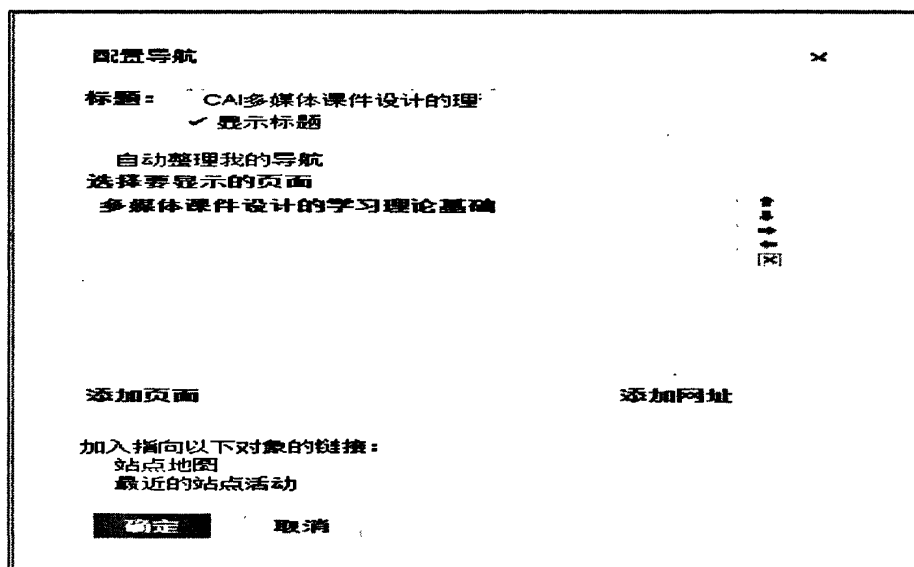 配置导航
标题: CAI多媒体课件设计的理
显示标题
自动整理我的导航
选择要显示的页面
多媒体课件设计的学习理论基础
添加页面 添加网址
加入指向以下对象的链接:
站点地图
最近的站点活动
确定 取消